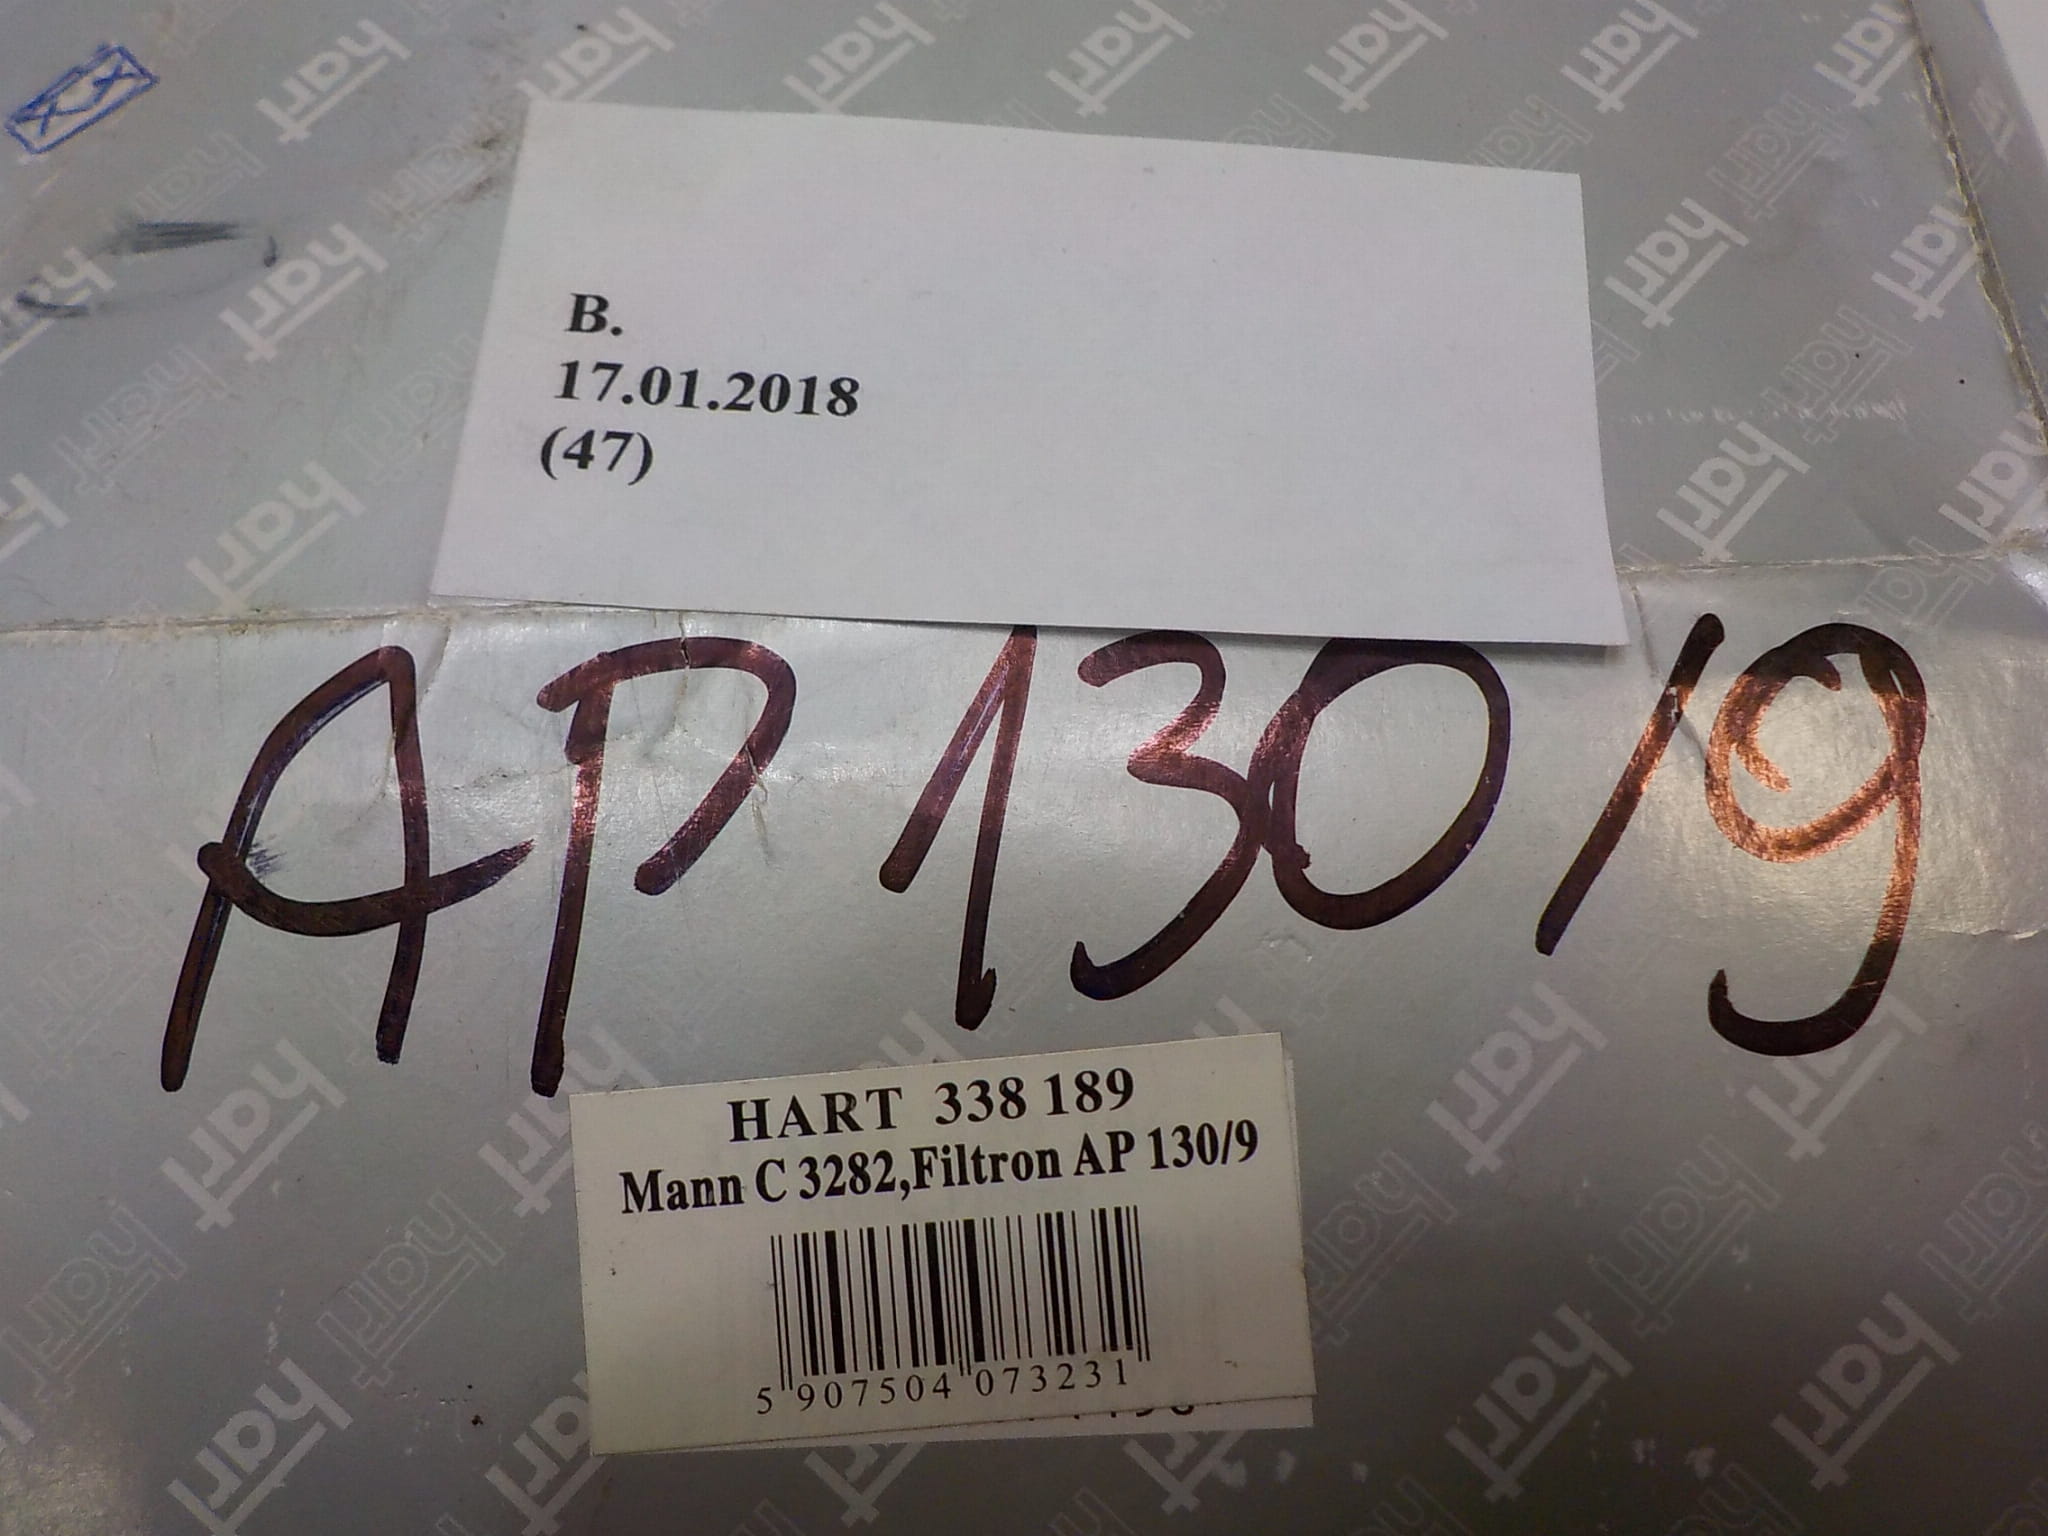 B.
17.01.2018
(47)
AP 130/9
HART 338 189
Mann C 3282,Filtron AP 130/9
5 907504 073231
hart